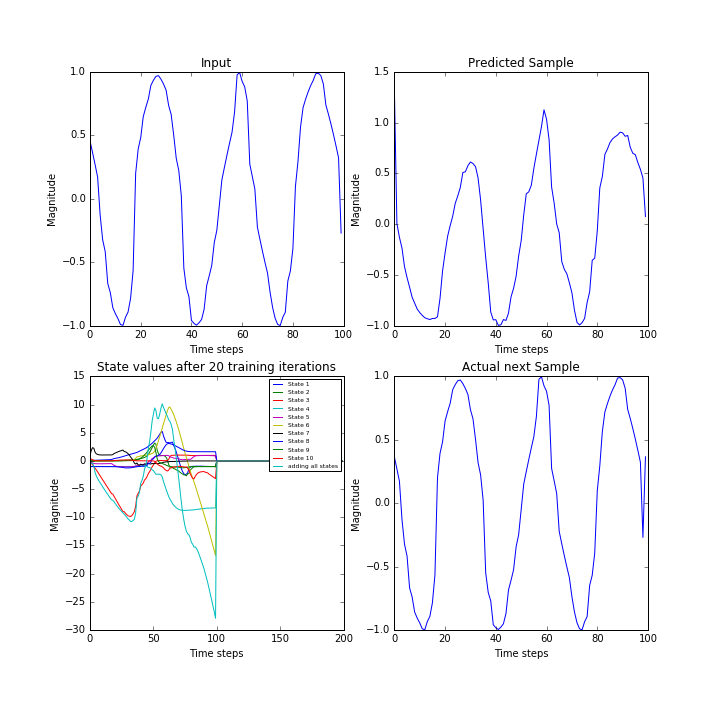 Input
Magnitude
1.0
0.5
0.0
−0.5
−1.0
0 20 40 60 80 100
Time steps
Predicted Sample
Magnitude
1.5
1.0
0.5
0.0
−0.5
−1.0
0 20 40 60 80 100
Time steps
State values after 20 training iterations
Magnitude
15
10
5
0
−5
−10
−15
−20
−25
−30
0 50 100 150 200
Time steps
State 1
State 2
State 3
State 4
State 5
State 6
State 7
State 8
State 9
State 10
adding all states
Actual next Sample
Magnitude
1.0
0.5
0.0
−0.5
−1.0
0 20 40 60 80 100
Time steps